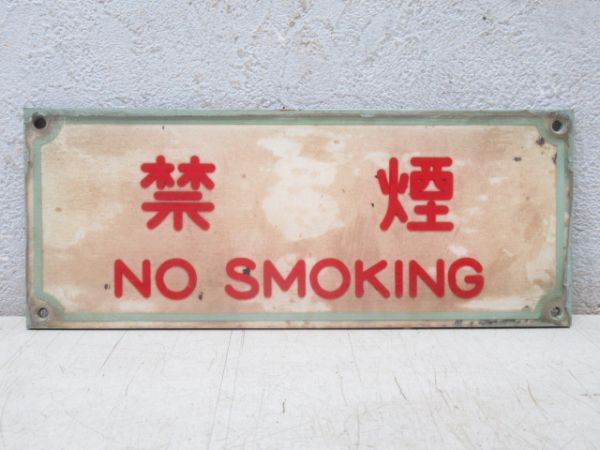 禁 煙
NO SMOKING